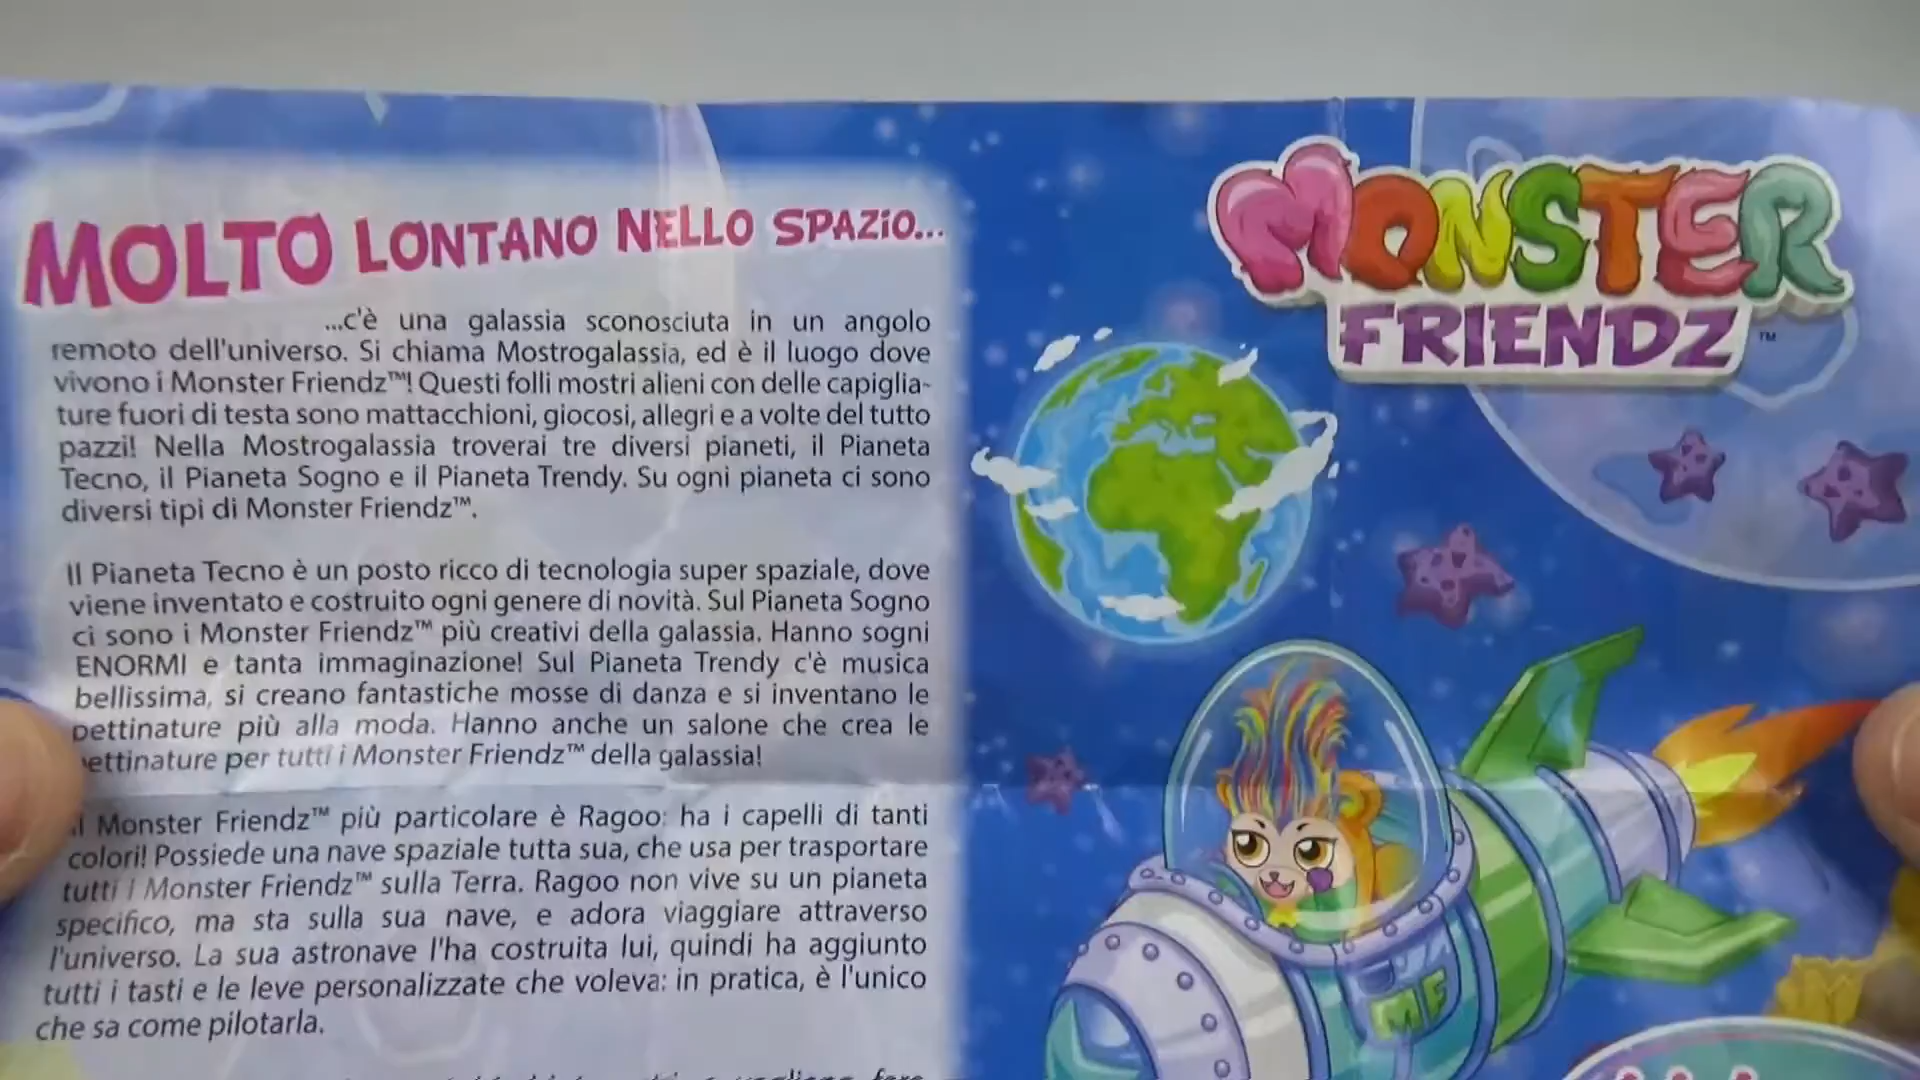 MOLTO LONTANO NELLO SPAZIO...
...c'è una galassia sconosciuta in un angolo
remoto dell'universo. Si chiama Mostrogalassia, ed è il luogo dove
vivono i Monster Friendz™! Questi folli mostri alieni con delle capiglia-
ture fuori di testa sono mattacchioni, giocosi, allegri e a volte del tutto
pazzi! Nella Mostrogalassia troverai tre diversi pianeti, il Pianeta
Tecno, il Pianeta Sogno e il Pianeta Trendy. Su ogni pianeta ci sono
diversi tipi di Monster Friendz™.
Il Pianeta Tecno è un posto ricco di tecnologia super spaziale, dove
viene inventato e costruito ogni genere di novità. Sul Pianeta Sogno
ci sono i Monster Friendz™ più creativi della galassia. Hanno sogni
ENORMI e tanta immaginazione! Sul Pianeta Trendy c'è musica
bellissima, si creano fantastiche mosse di danza e si inventano le
pettinature più alla moda. Hanno anche un salone che crea le
ettinature per tutti i Monster Friendz™ della galassia!
Il Monster Friendz™ più particolare è Ragoo: ha i capelli di tanti
colori! Possiede una nave spaziale tutta sua, che usa per trasportare
tutti i Monster Friendz™ sulla Terra. Ragoo non vive su un pianeta
specifico, ma sta sulla sua nave, e adora viaggiare attraverso
l'universo. La sua astronave l'ha costruita lui, quindi ha aggiunto
tutti i tasti e le leve personalizzate che voleva: in pratica, è l'unico
che sa come pilotarla.
MONSTER
FRIENDZ™
MF